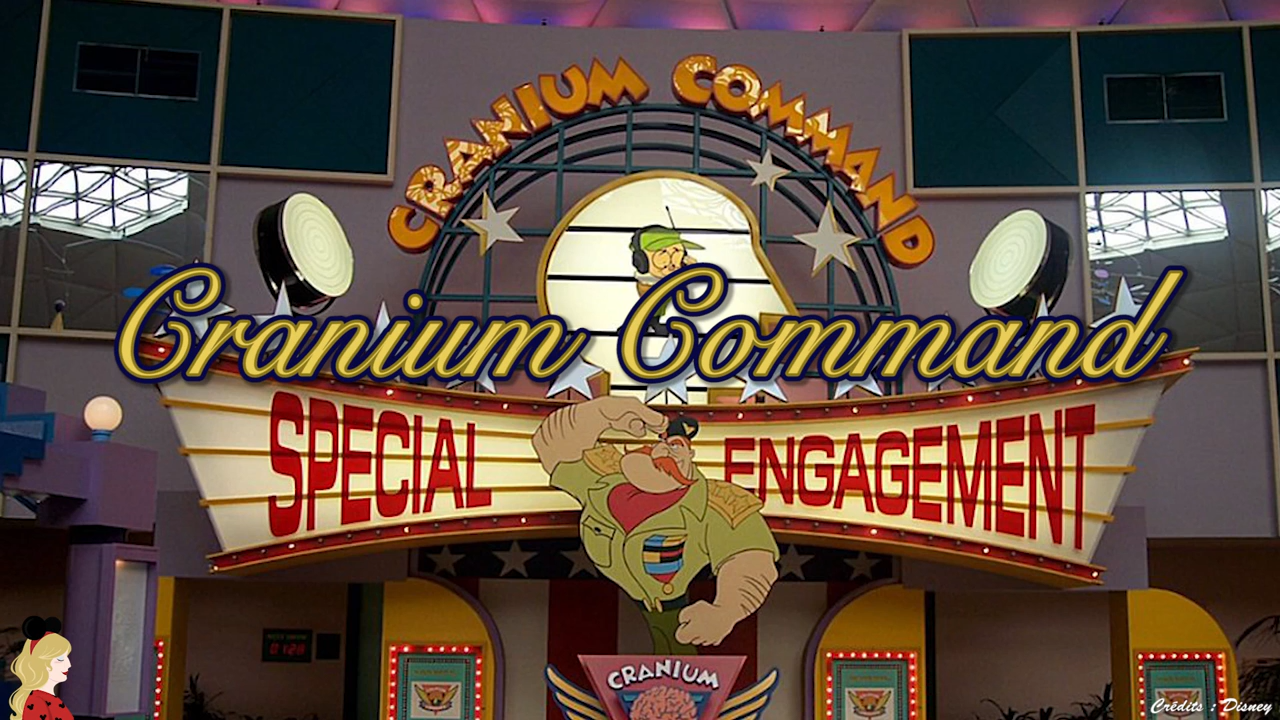 CRANIUM COMMAND
Cranium Command
SPECIAL ENGAGEMENT
CRANIUM
Crédits : Disney